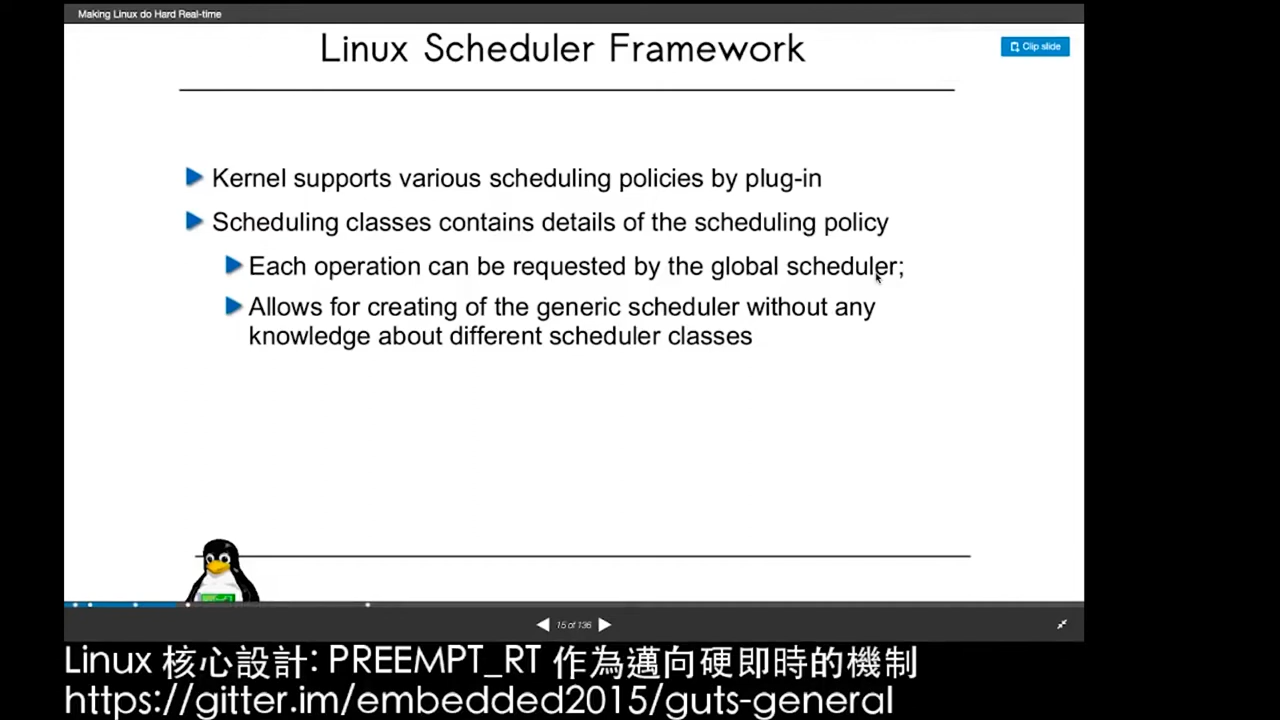 Making Linux do Hard Real-time
Linux Scheduler Framework
Clip slide
Kernel supports various scheduling policies by plug-in
Scheduling classes contains details of the scheduling policy
Each operation can be requested by the global scheduler;
Allows for creating of the generic scheduler without any
knowledge about different scheduler classes
15 of 136
Linux 核心設計: PREEMPT_RT 作為邁向硬即時的機制
https://gitter.im/embedded2015/guts-general